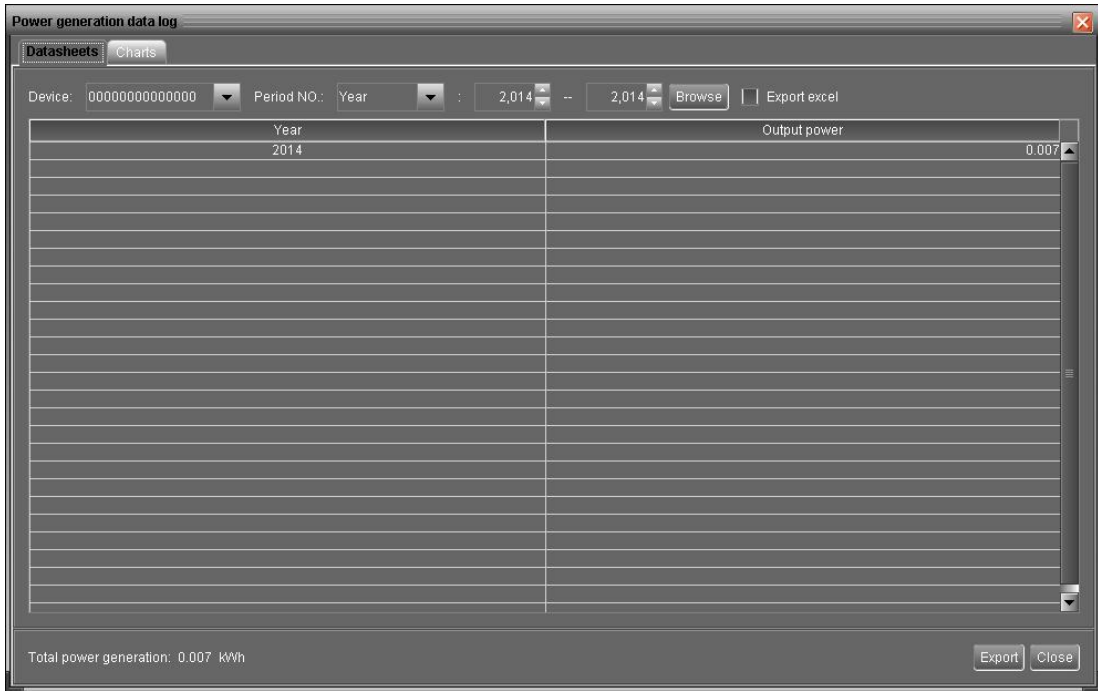 Power generation data log
Datasheets Charts
Device: 00000000000000 Period NO.: Year : 2,014 -- 2,014 Browse Export excel
Year Output power
2014 0.007
Total power generation: 0.007 kWh Export Close